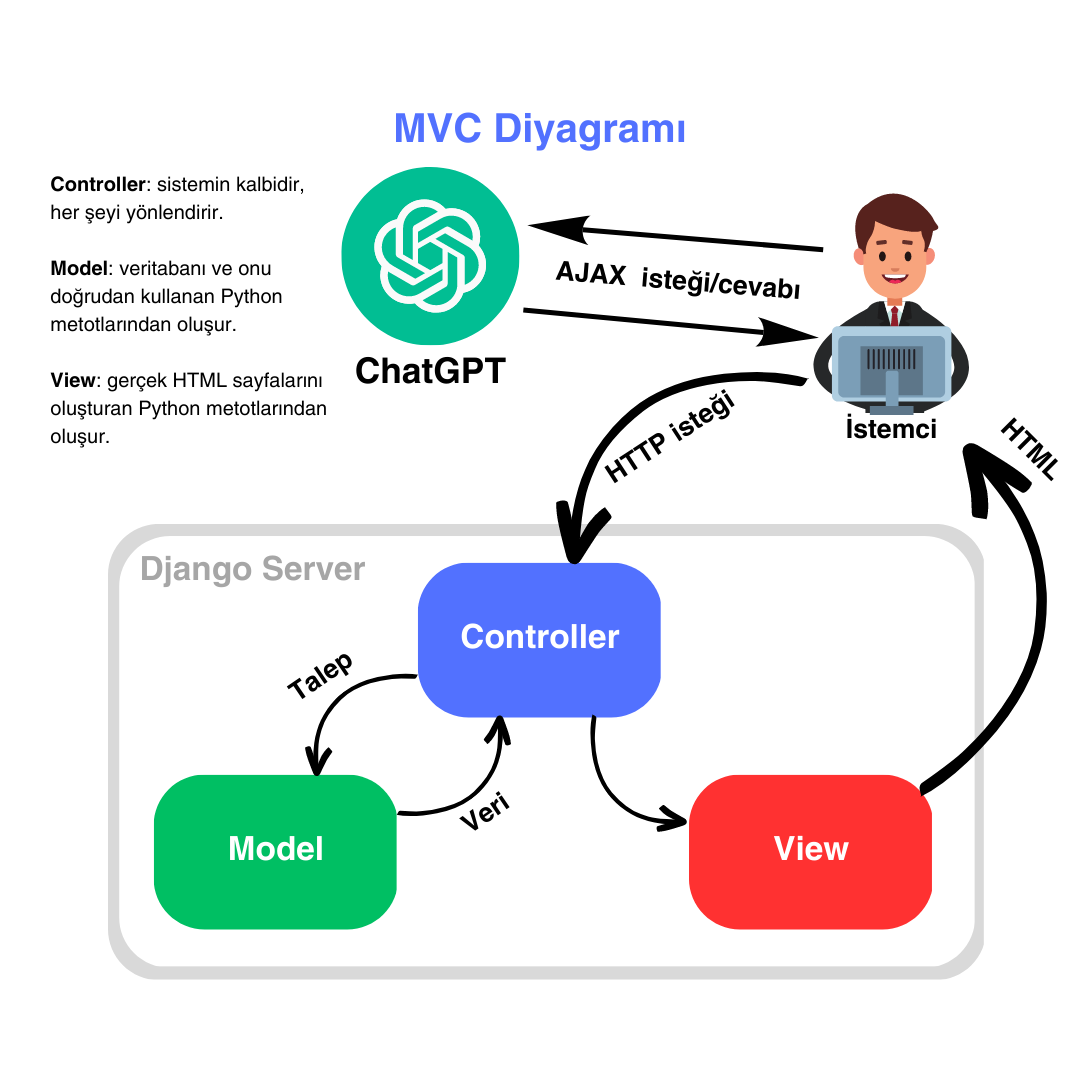 MVC Diyagramı
Controller: sistemin kalbidir,
her şeyi yönlendirir.
Model: veritabanı ve onu
doğrudan kullanan Python
metotlarından oluşur.
View: gerçek HTML sayfalarını
oluşturan Python metotlarından
oluşur.
ChatGPT
AJAX isteği/cevabı
İstemci
HTTP isteği
HTML
Django Server
Controller
Talep
Veri
Model
View